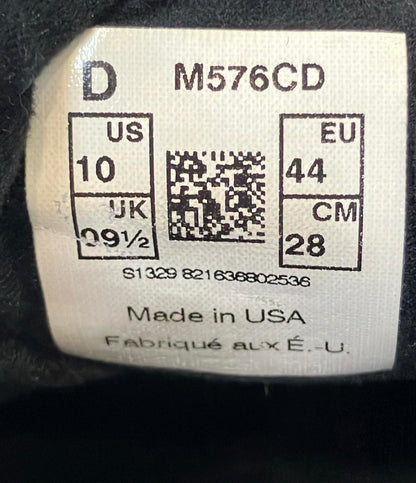 D M576CD
US
10
UK
09½
EU
44
CM
28
S1329 821636802536
Made in USA
Fabriqué aux É.-U.